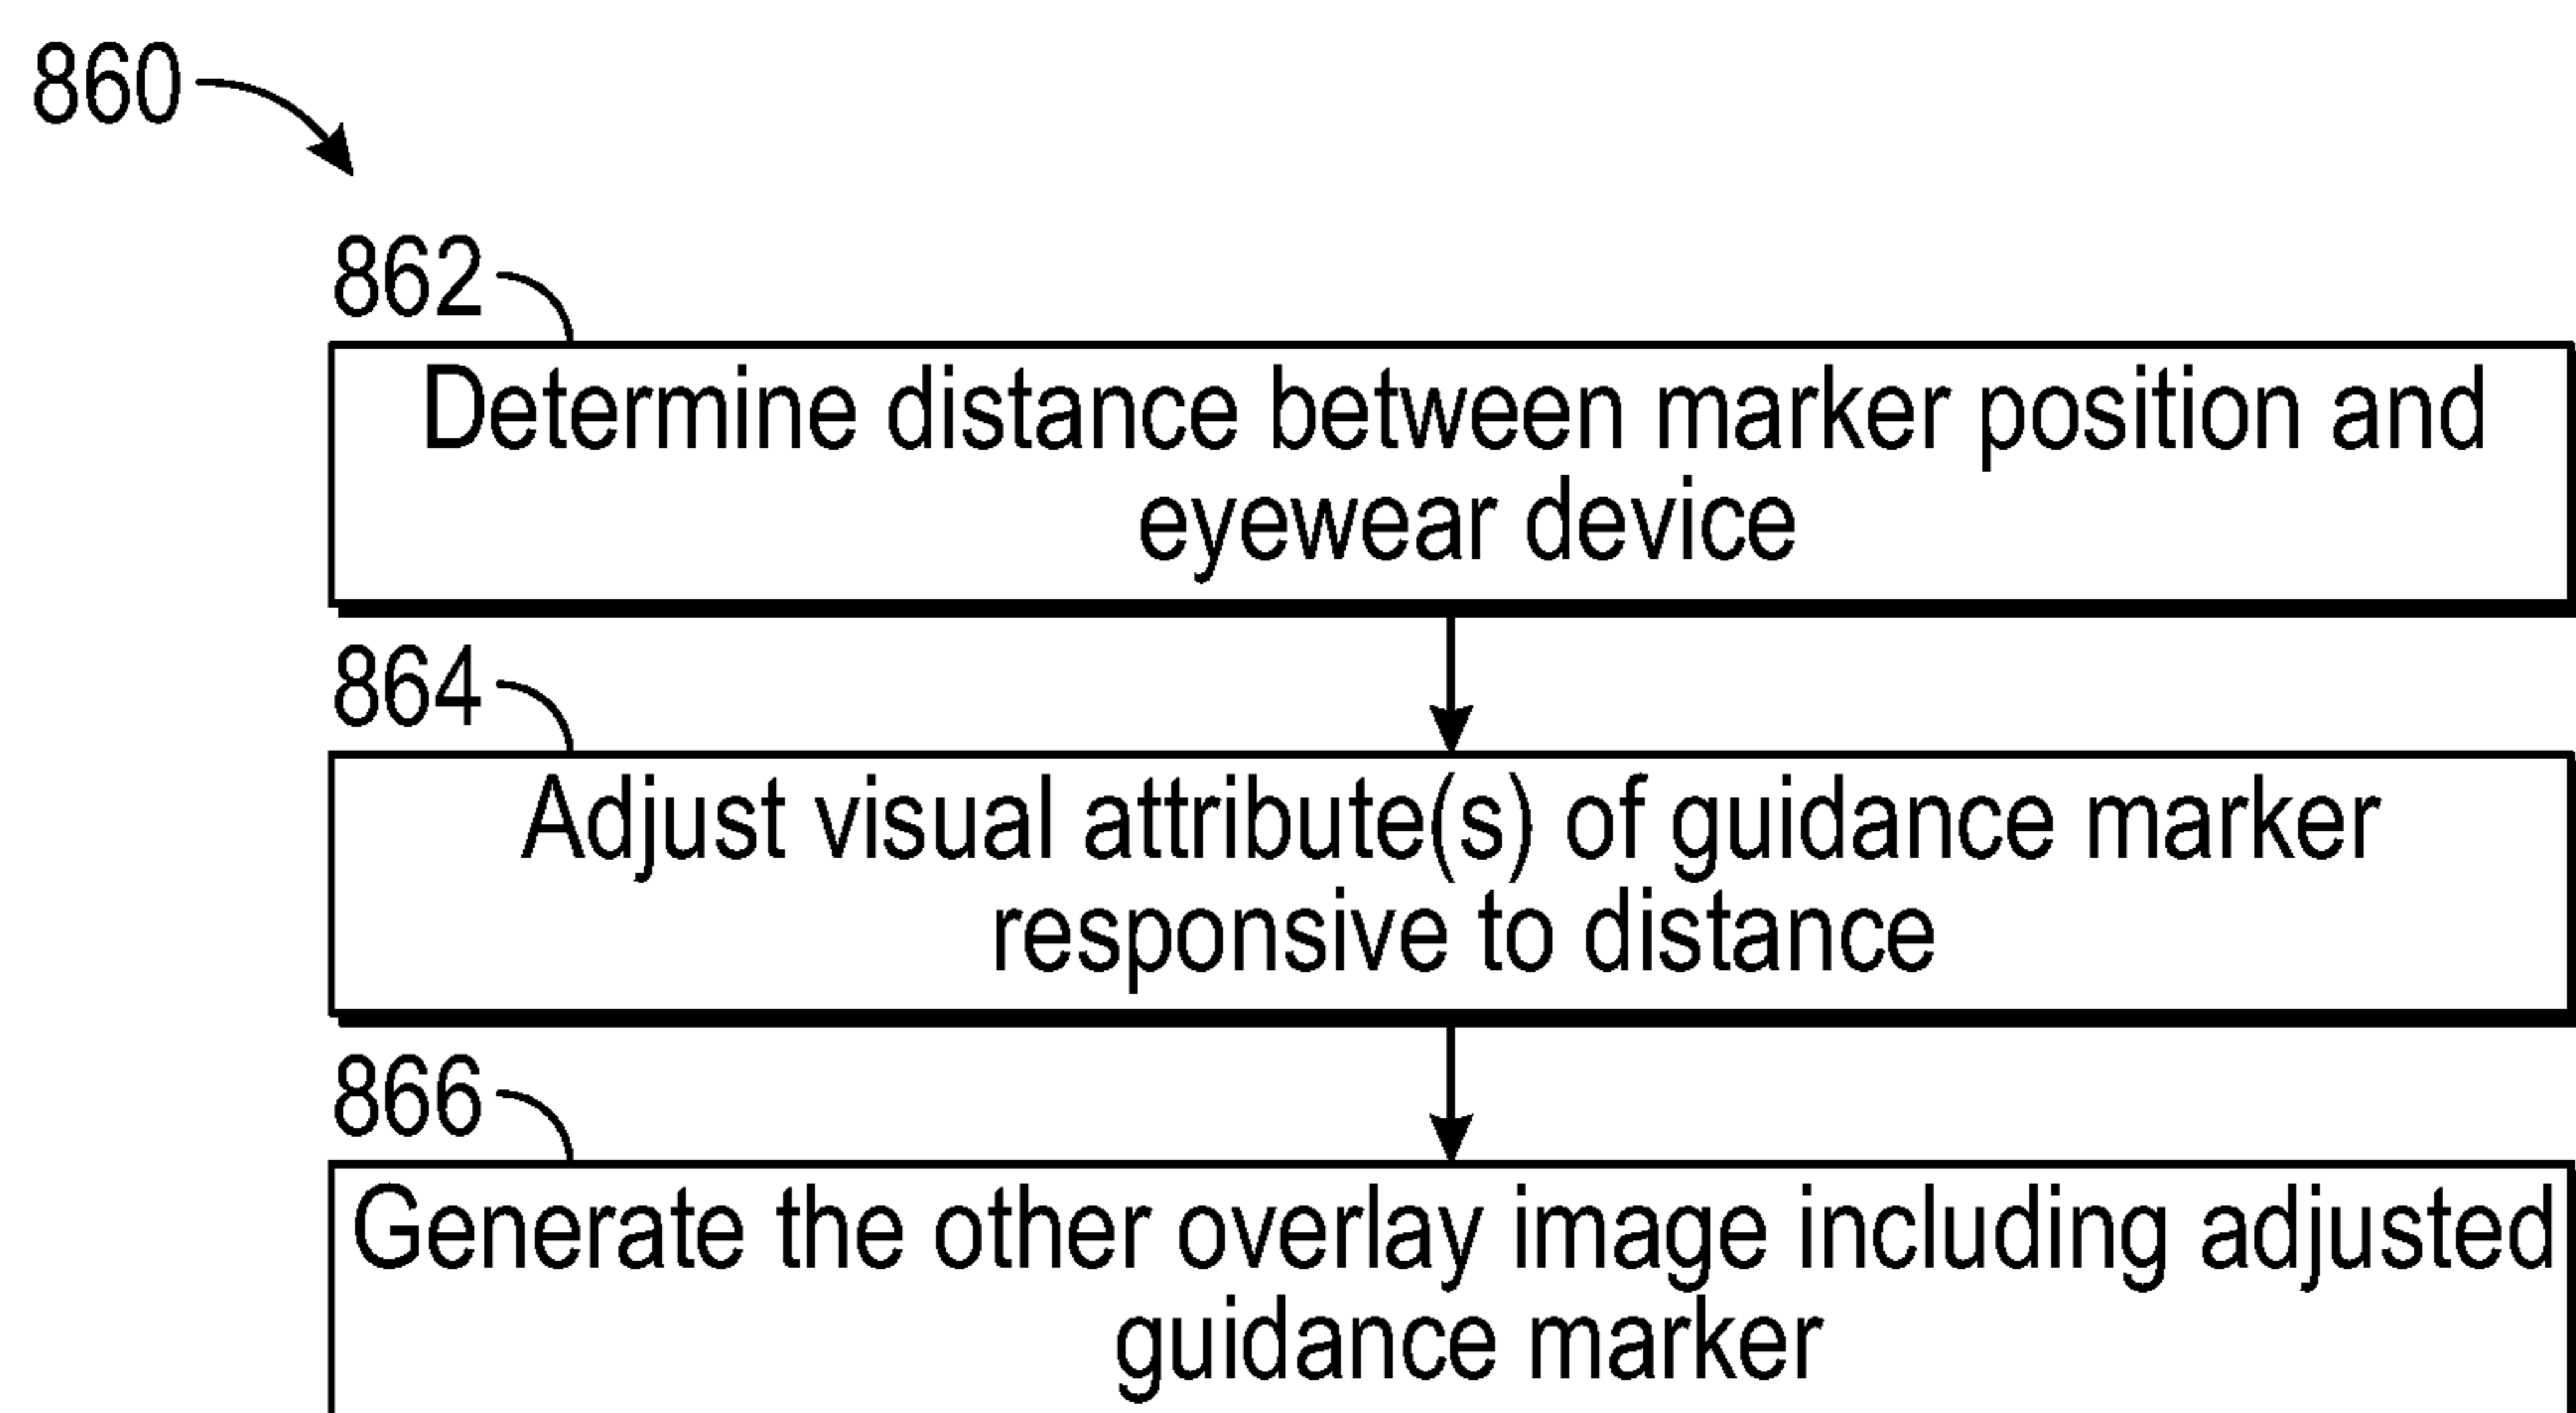 860
862
Determine distance between marker position and
eyewear device
864
Adjust visual attribute(s) of guidance marker
responsive to distance
866
Generate the other overlay image including adjusted
guidance marker